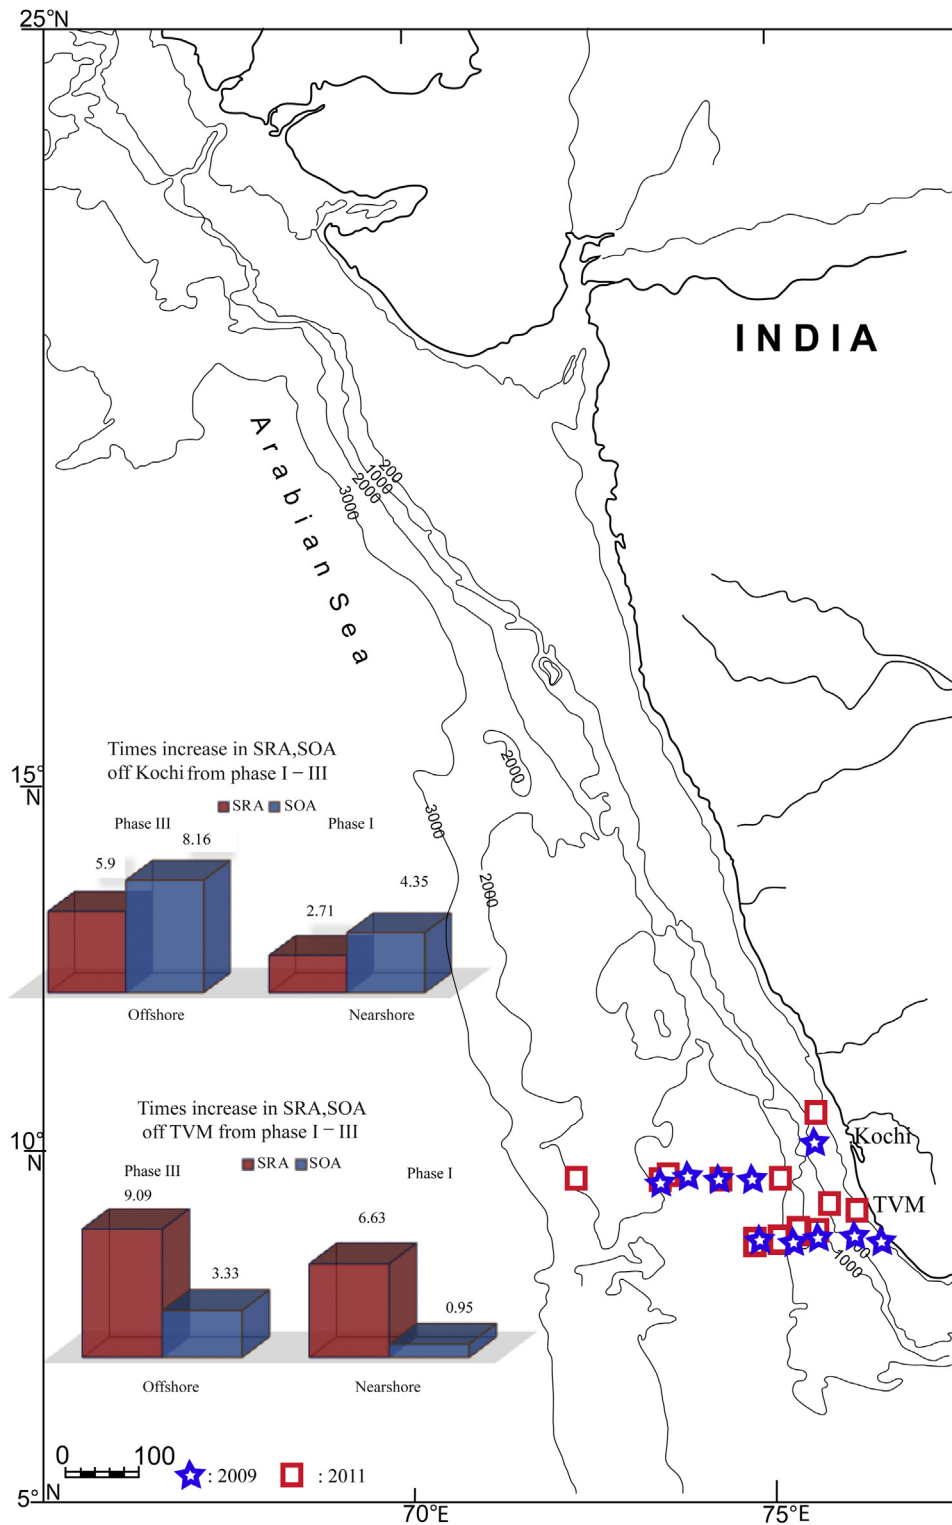 25°N
INDIA
Arabian Sea
200
1000
2000
3000
Times increase in SRA,SOA
off Kochi from phase I – III
SRA SOA
15°
N
2000
3000
2000
Phase III
Phase I
5.9
8.16
2.71
4.35
Offshore
Nearshore
Times increase in SRA,SOA
off TVM from phase I – III
SRA SOA
10°
N
Kochi
Phase III
Phase I
9.09
3.33
6.63
0.95
TVM
1000
Offshore
Nearshore
0 100
: 2009 : 2011
5° N
70°E
75°E